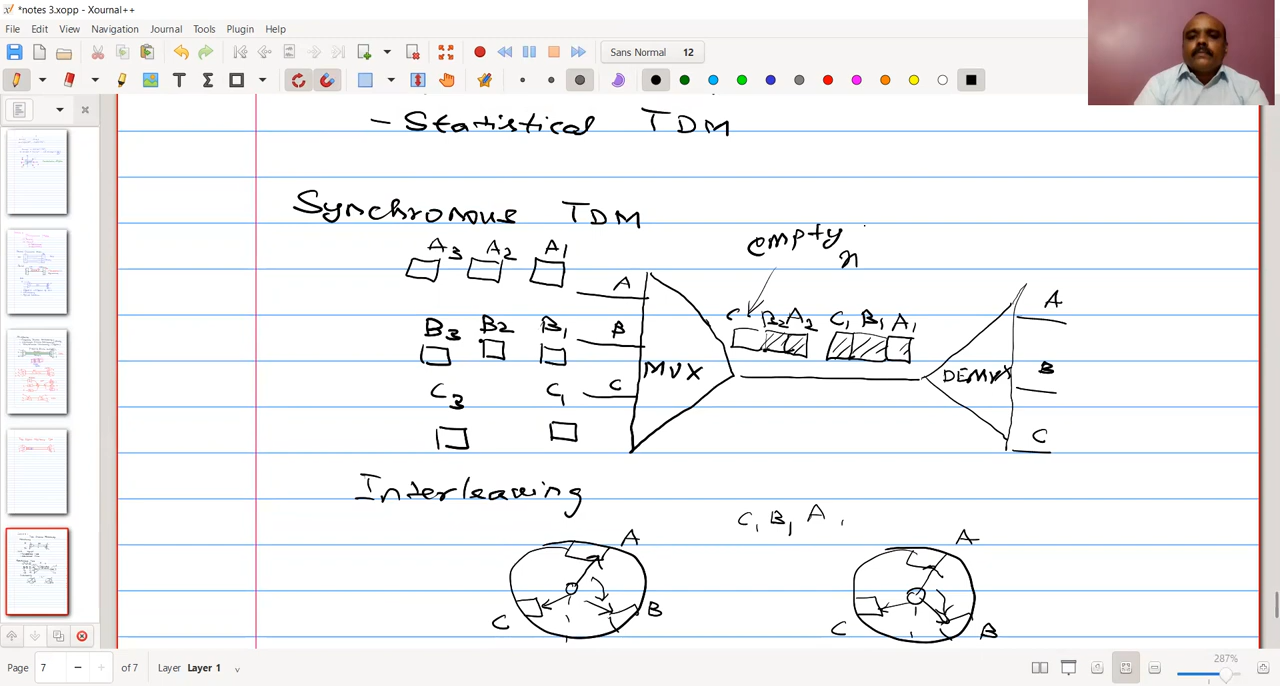 *notes 3.xopp - Xournal++
File Edit View Navigation Journal Tools Plugin Help
Sans Normal 12
- Statistical TDM
Synchronous TDM
empty
A3 A2 A1
A
C B2 A2 C1 B1 A1
A
B3 B2 B1
B
MUX
DEMUX
B
C3 C1
C
C
Interleaving
C1 B1 A1
A
A
B
C
C
B
Page 7 of 7 Layer Layer 1
287%